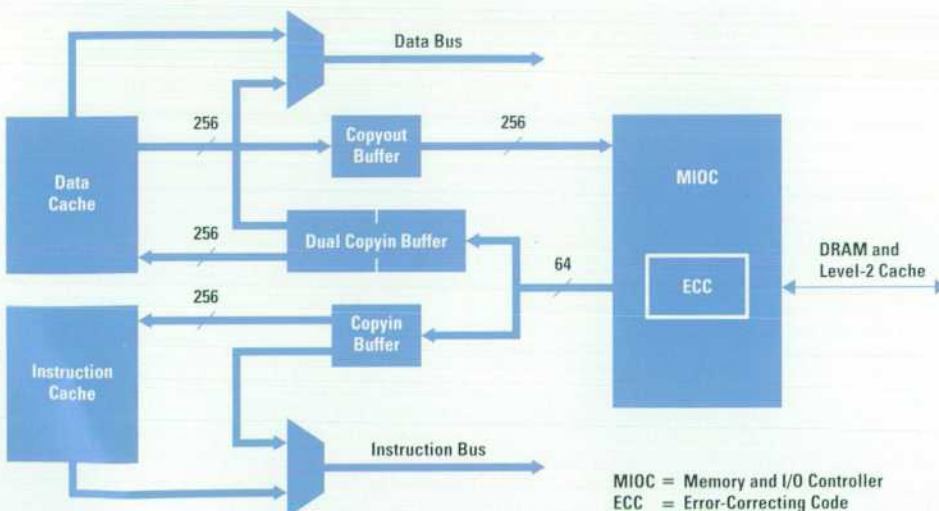 Data Bus
256
Copyout
Buffer
256
Data
Cache
MIOC
256
Dual Copyin Buffer
64
DRAM and
Level-2 Cache
ECC
256
Copyin
Buffer
Instruction
Cache
Instruction Bus
MIOC = Memory and I/O Controller
ECC = Error-Correcting Code